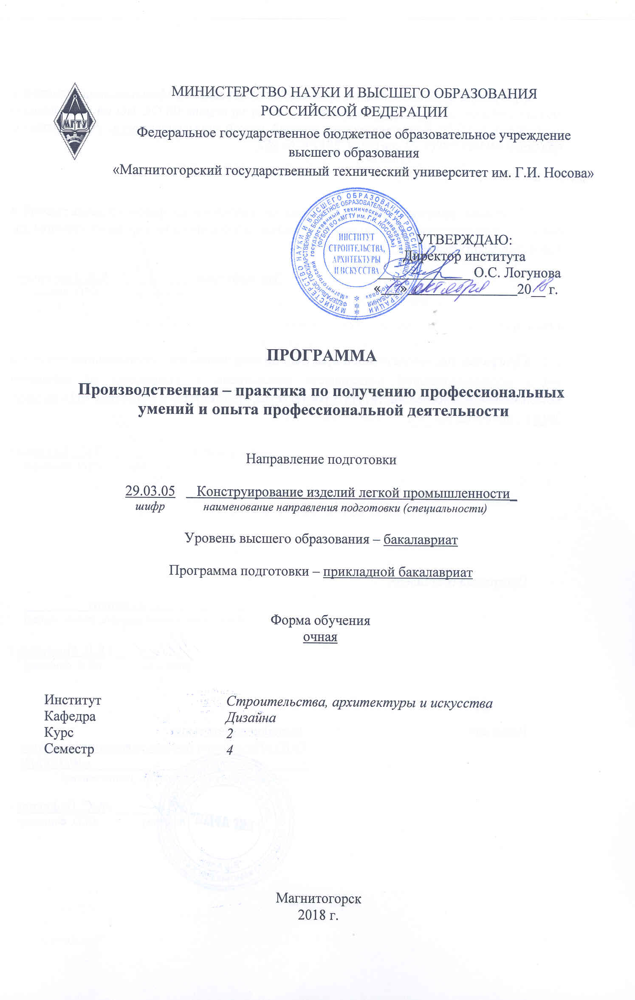 МГТУ
МИНИСТЕРСТВО НАУКИ И ВЫСШЕГО ОБРАЗОВАНИЯ
РОССИЙСКОЙ ФЕДЕРАЦИИ
Федеральное государственное бюджетное образовательное учреждение
высшего образования
«Магнитогорский государственный технический университет им. Г.И. Носова»
МИНИСТЕРСТВО НАУКИ И ВЫСШЕГО ОБРАЗОВАНИЯ РОССИЙСКОЙ ФЕДЕРАЦИИ
ФЕДЕРАЛЬНОЕ ГОСУДАРСТВЕННОЕ БЮДЖЕТНОЕ ОБРАЗОВАТЕЛЬНОЕ УЧРЕЖДЕНИЕ ВЫСШЕГО ОБРАЗОВАНИЯ
«Магнитогорский государственный технический университет им. Г.И. Носова»
(ФГБОУ ВО «МГТУ им. Г.И. НОСОВА»)
ИНСТИТУТ
СТРОИТЕЛЬСТВА,
АРХИТЕКТУРЫ
И ИСКУССТВА
УТВЕРЖДАЮ:
Директор института
О.С. Логунова
« » октября 2018 г.
ПРОГРАММА
Производственная – практика по получению профессиональных
умений и опыта профессиональной деятельности
Направление подготовки
29.03.05 Конструирование изделий легкой промышленности
шифр наименование направления подготовки (специальности)
Уровень высшего образования – бакалавриат
Программа подготовки – прикладной бакалавриат
Форма обучения
очная
Институт Строительства, архитектуры и искусства
Кафедра Дизайна
Курс 2
Семестр 4
Магнитогорск
2018 г.